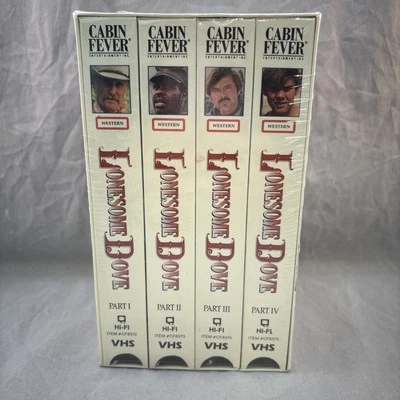 CABIN
FEVER
ENTERTAINMENT INC.
WESTERN
LONESOME DOVE
PART I
HI-FI
VHS
CABIN
FEVER
ENTERTAINMENT INC.
WESTERN
LONESOME DOVE
PART II
HI-FI
VHS
CABIN
FEVER
ENTERTAINMENT INC.
WESTERN
LONESOME DOVE
PART III
HI-FI
VHS
CABIN
FEVER
ENTERTAINMENT INC.
WESTERN
LONESOME DOVE
PART IV
HI-FI
VHS